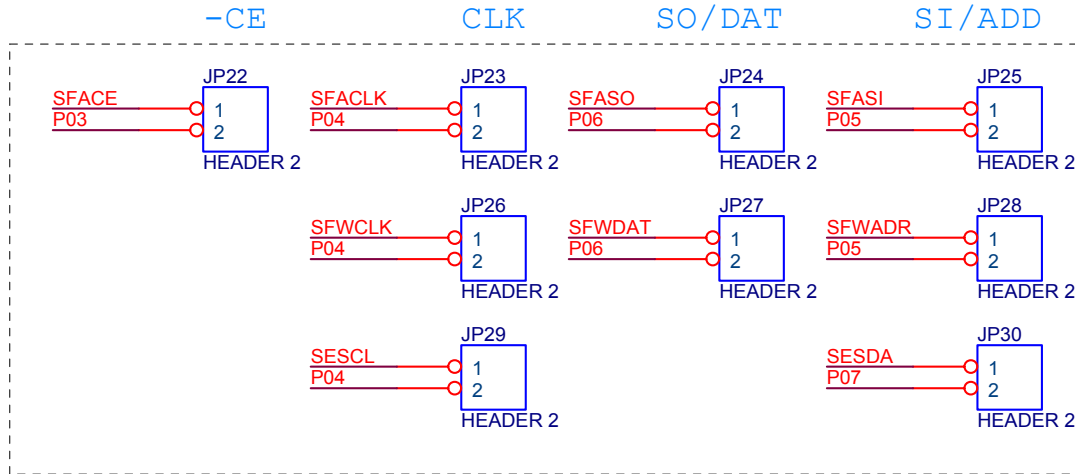 -CE CLK SO/DAT SI/ADD
JP22 JP23 JP24 JP25
SFACE 1 SFACLK 1 SFASO 1 SFASI 1
P03 2 P04 2 P06 2 P05 2
HEADER 2 HEADER 2 HEADER 2 HEADER 2
JP26 JP27 JP28
SFWCLK 1 SFWDAT 1 SFWADR 1
P04 2 P06 2 P05 2
HEADER 2 HEADER 2 HEADER 2
JP29 JP30
SESCL 1 SESDA 1
P04 2 P07 2
HEADER 2 HEADER 2